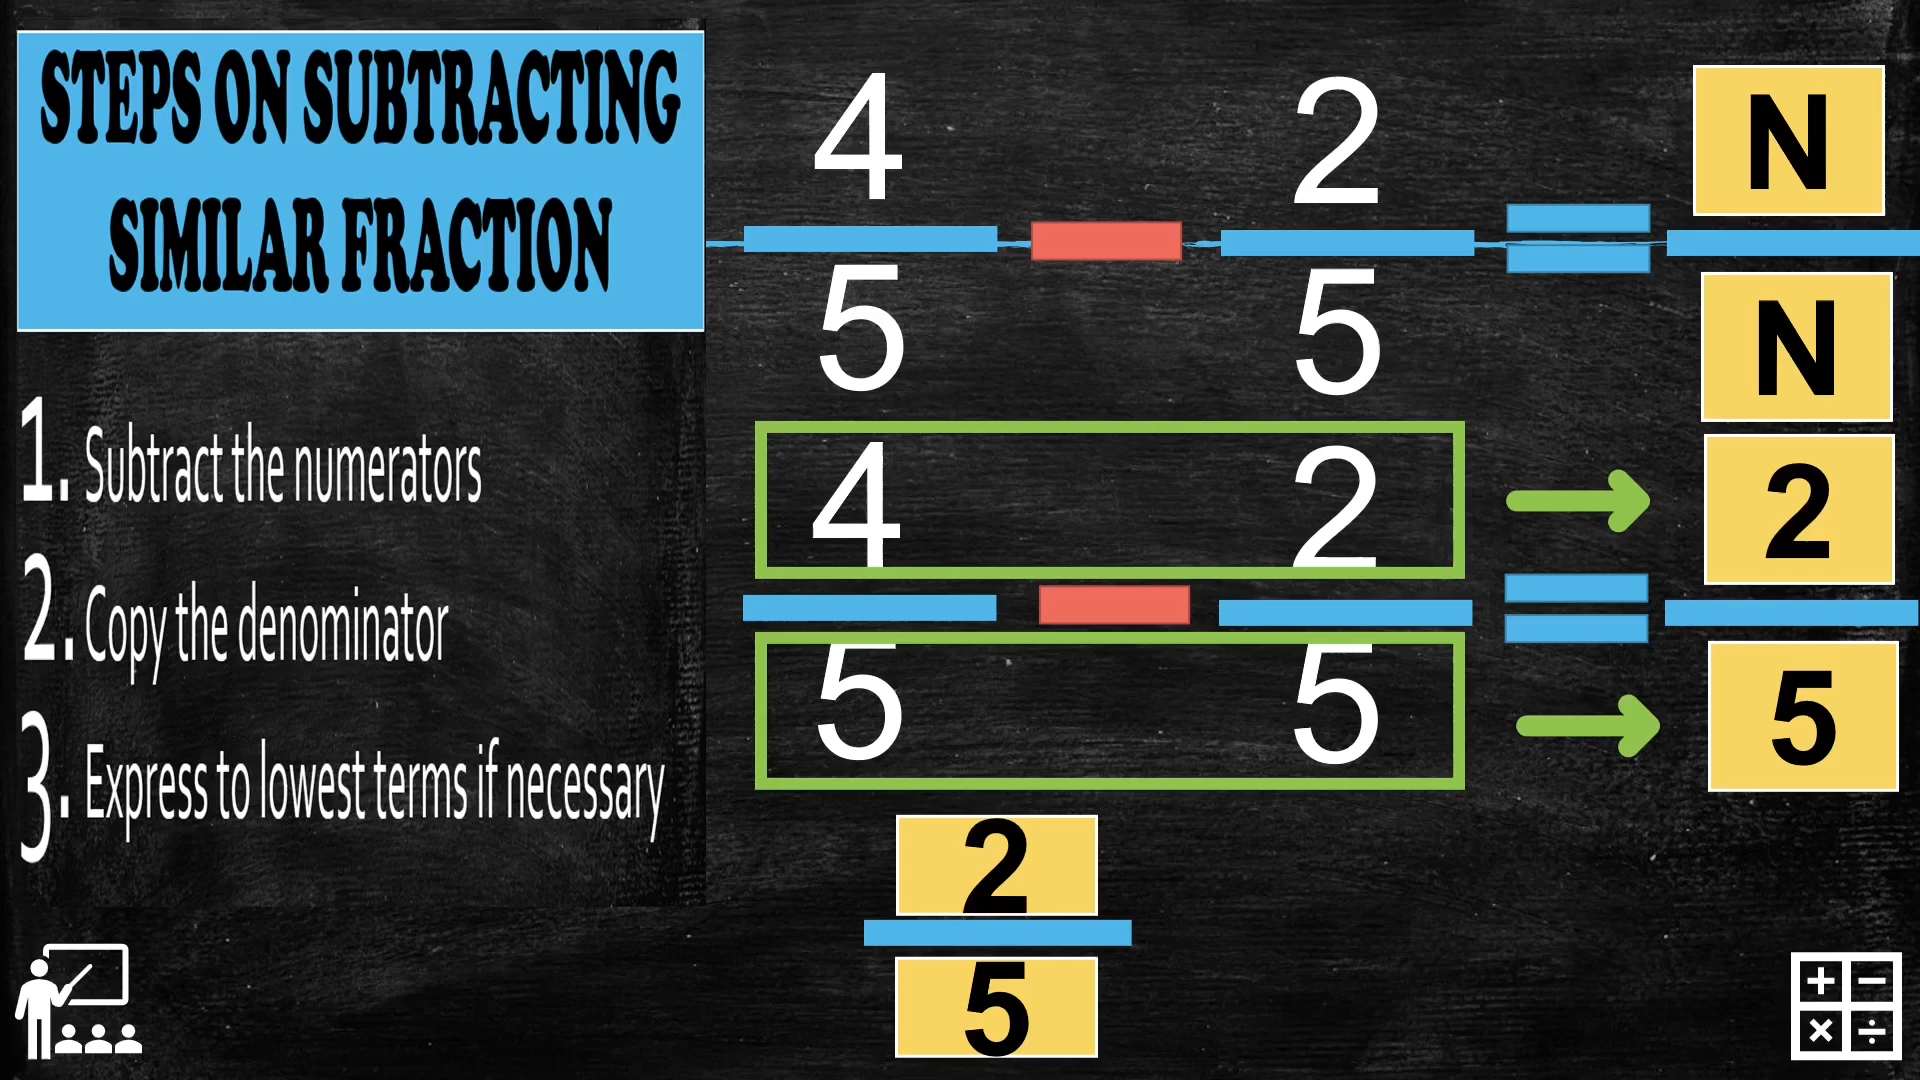 STEPS ON SUBTRACTING
SIMILAR FRACTION
1. Subtract the numerators
2. Copy the denominator
3. Express to lowest terms if necessary
4 2 N
5 5 N
4 2 2
5 5 5
2
5
+ −
× ÷